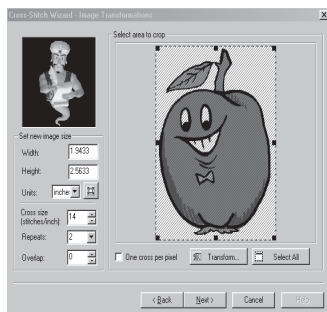 Cross-Stitch Wizard - Image Transformations
Select area to crop
Set new image size
Width: 1.9433
Height: 2.5633
Units: inche
Cross size (stitches/inch): 14
Repeats: 2
Overlap: 0
One cross per pixel
Transform...
Select All
< Back
Next >
Cancel
Help